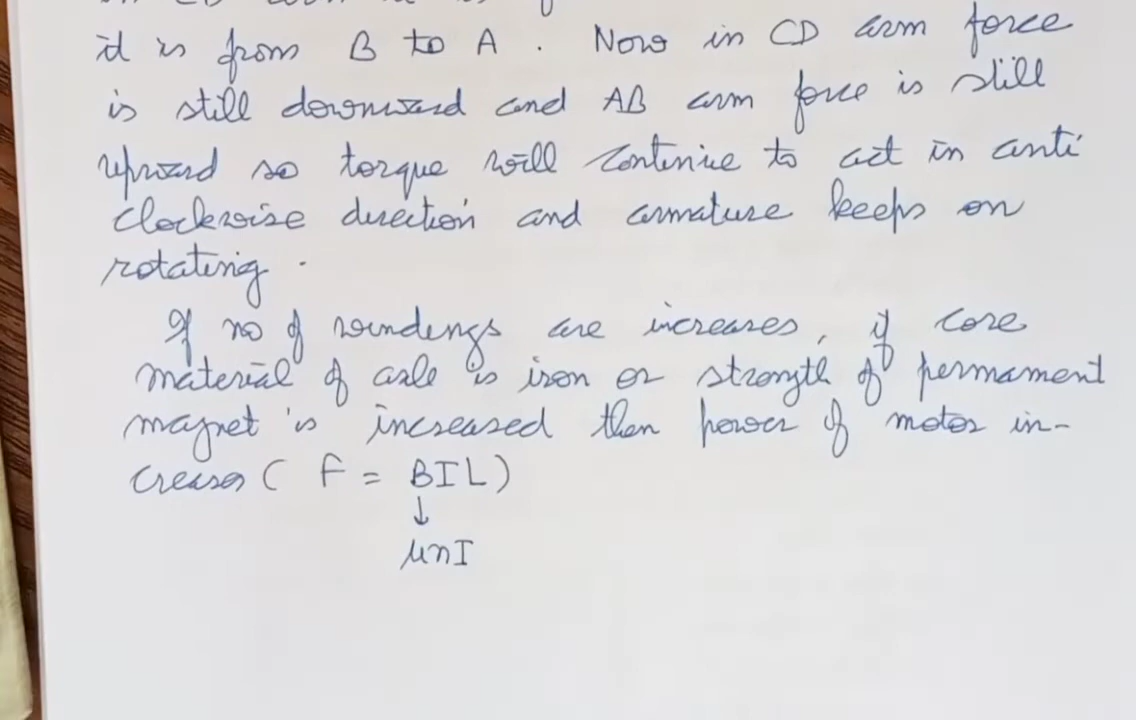 it is from B to A . Now in CD arm force
is still downward and AB arm force is still
upward so torque will continue to act in anti
clockwise direction and armature keeps on
rotating .
If no of windings are increases, if core
material of axle is iron or strength of permament
magnet is increased then power of motor in-
creases ( F = BIL )
↓
μnI